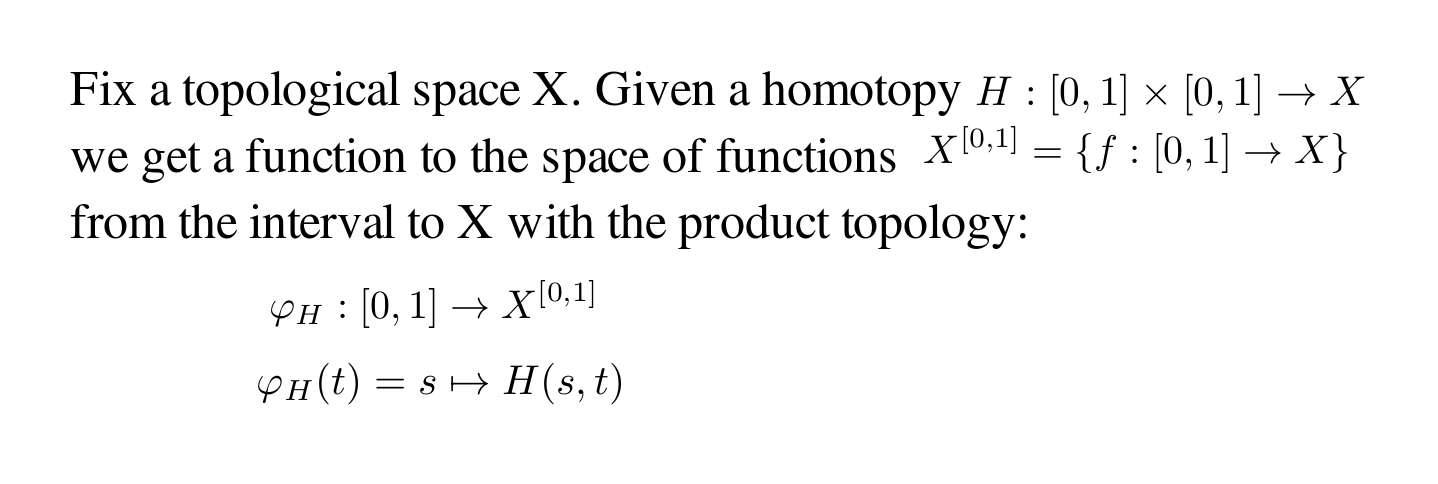 Fix a topological space X. Given a homotopy $H : [0, 1] \times [0, 1] \to X$
we get a function to the space of functions $X^{[0,1]} = \{f : [0, 1] \to X\}$
from the interval to X with the product topology:
$\varphi_H : [0, 1] \to X^{[0,1]}$
$\varphi_H(t) = s \mapsto H(s, t)$